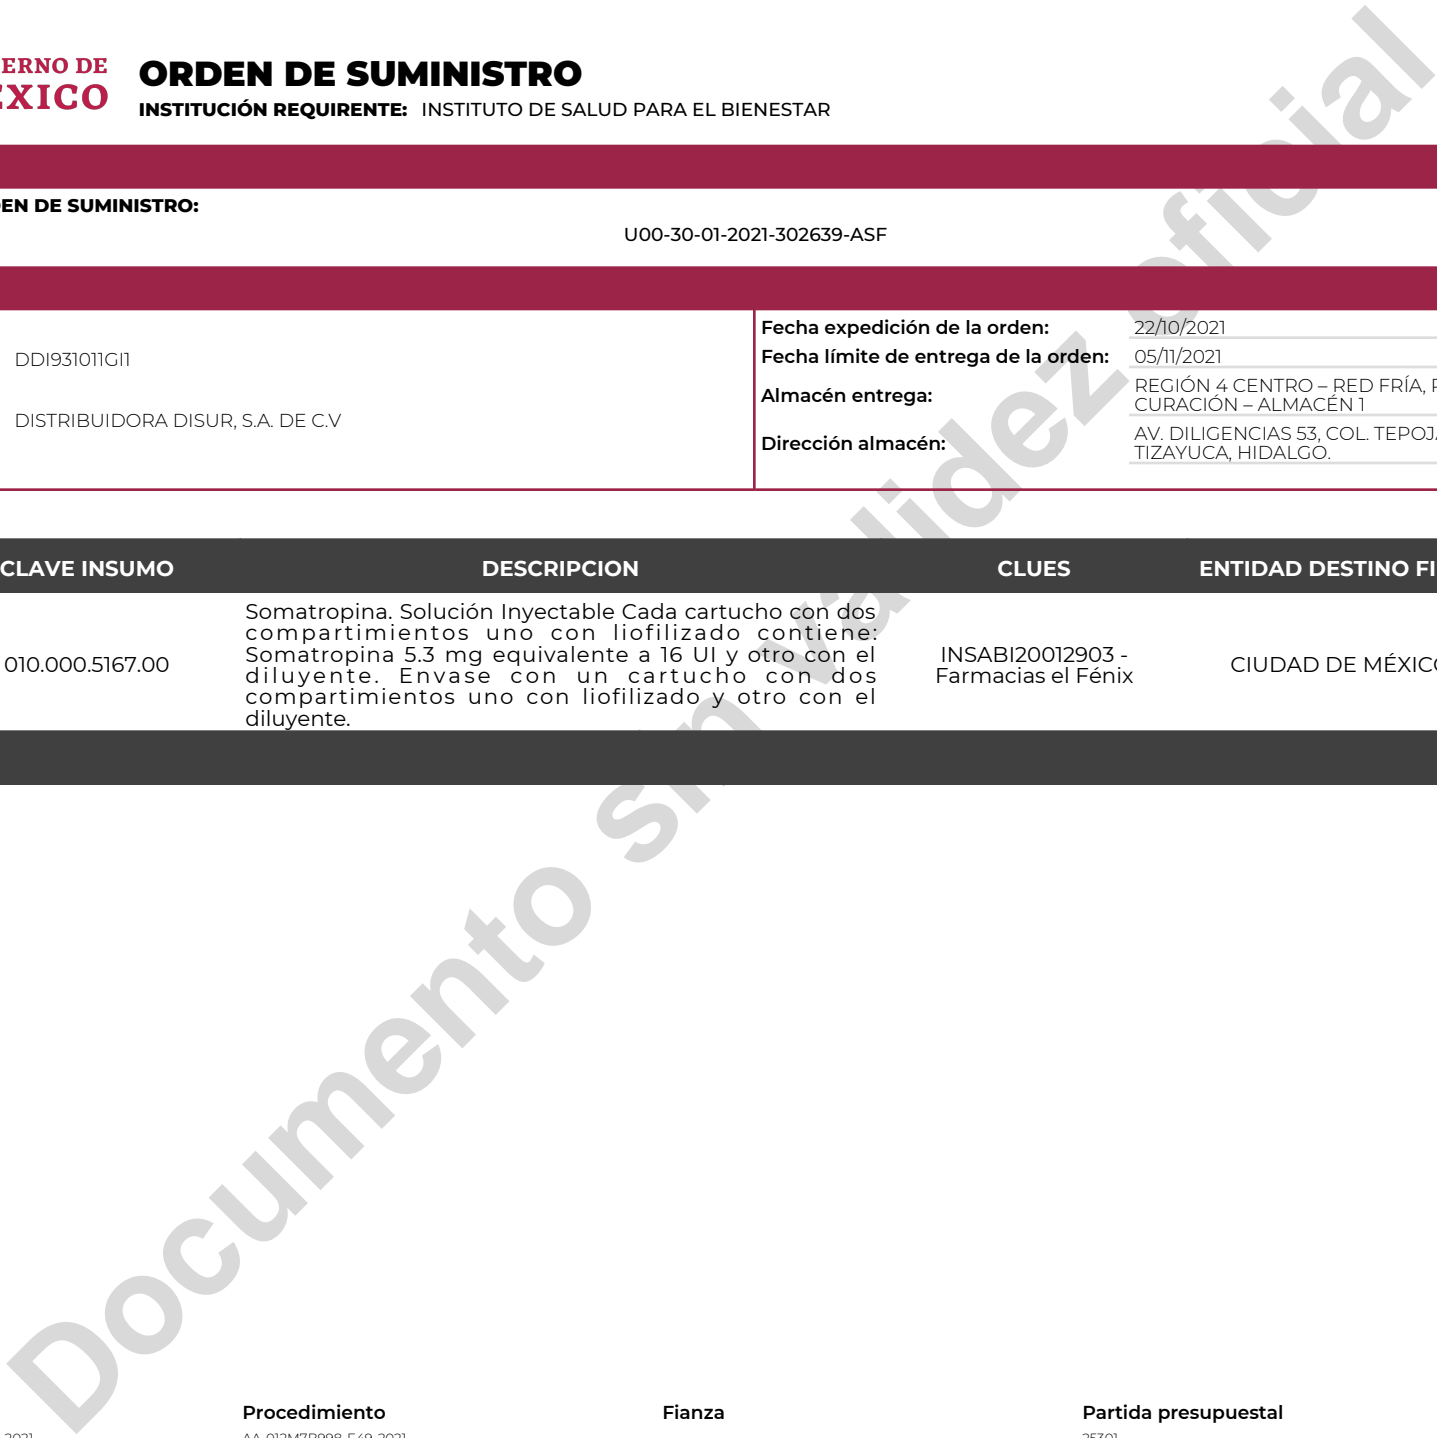 ERNO DE
ÉXICO
ORDEN DE SUMINISTRO
INSTITUCIÓN REQUIRENTE: INSTITUTO DE SALUD PARA EL BIENESTAR
EN DE SUMINISTRO:
U00-30-01-2021-302639-ASF
DDI931011GI1
DISTRIBUIDORA DISUR, S.A. DE C.V
Fecha expedición de la orden: 22/10/2021
Fecha límite de entrega de la orden: 05/11/2021
Almacén entrega: REGIÓN 4 CENTRO – RED FRÍA,
CURACIÓN – ALMACÉN 1
Dirección almacén: AV. DILIGENCIAS 53, COL. TEPOJ
TIZAYUCA, HIDALGO.
CLAVE INSUMO DESCRIPCION CLUES ENTIDAD DESTINO FI
010.000.5167.00
Somatropina. Solución Inyectable Cada cartucho con dos
compartimientos uno con liofilizado contiene:
Somatropina 5.3 mg equivalente a 16 UI y otro con el
diluyente. Envase con un cartucho con dos
compartimientos uno con liofilizado y otro con el
diluyente.
INSABI20012903 -
Farmacias el Fénix
CIUDAD DE MÉXICO
Documento sin validez oficial
Procedimiento Fianza Partida presupuestal